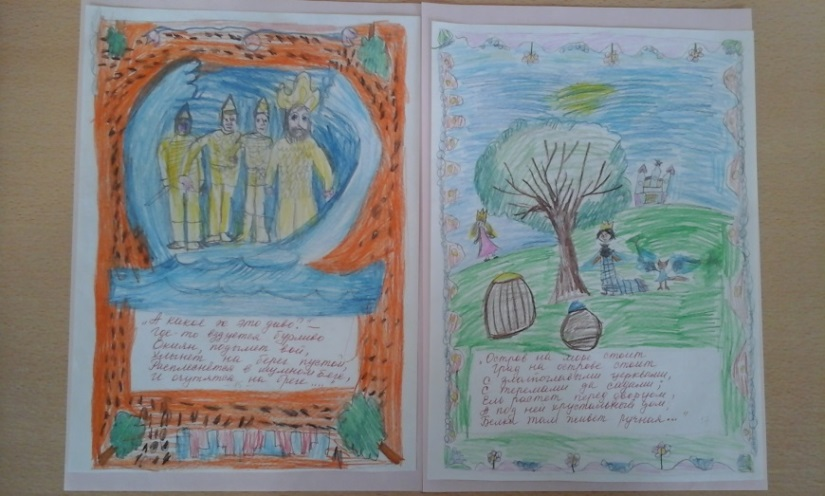 „А какое ж это диво?" –
Где-то вздуется бурливо
Окиян, подымет вой,
Хлынет на берег пустой,
Расплеснется в шумном беге,
И очутятся на бреге...
„Остров на море стоит,
Град на острове стоит
С златоглавыми церквами,
С теремами да садами;
Ель растет перед дворцом,
А под ней хрустальный дом;
Белка там живет ручная..."